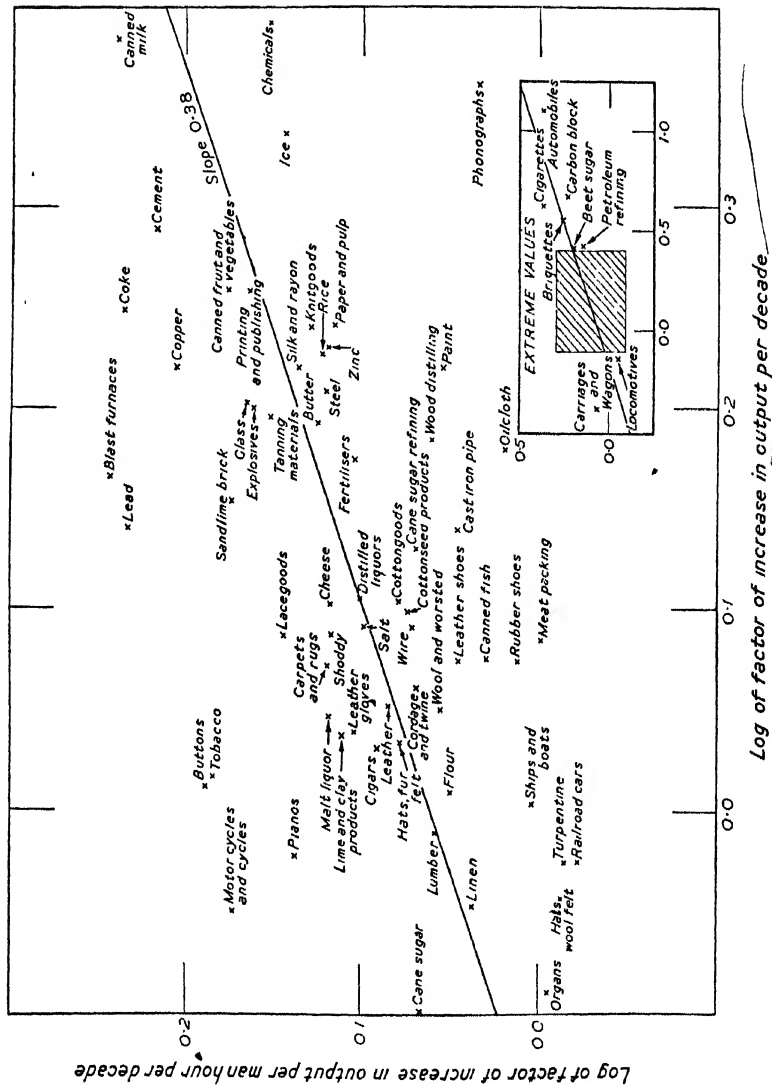 Log of factor of increase in output per man hour per decade
0·2
0·1
0·0
Canned
milk
Chemicals
Slope 0·38
Ice
Cement
Phonographs
Coke
Canned fruit and
vegetables
Copper
Printing
and publishing
Silk and rayon
Knitgoods
Rice
Paper and pulp
Zinc
Blast furnaces
Glass
Explosives
Tanning
materials
Butter
Steel
Wood distilling
Paint
Lead
Sandlime brick
Fertilisers
Cane sugar refining
Cottonseed products
Cast iron pipe
Oilcloth
Lacegoods
Cheese
Distilled
liquors
Cottongoods
Carpets
and rugs
Shoddy
Salt
Wire
Wool and worsted
Leather shoes
Canned fish
Rubber shoes
Meat packing
Buttons
Tobacco
Malt liquor
Lime and clay
products
Leather
gloves
Cigars
Leather
Hats, fur
felt
Cordage
and twine
Flour
Ships and
boats
Motor cycles
and cycles
Pianos
Lumber
Linen
Turpentine
Railroad cars
Cane sugar
Hats
wool felt
Organs
EXTREME VALUES
Cigarettes
Automobiles
Carbon block
Briquettes
Beet sugar
Petroleum
refining
Carriages
and
Wagons
Locomotives
0·5
0·0
0·0
0·5
1·0
0·0
0·1
0·2
0·3
Log of factor of increase in output per decade